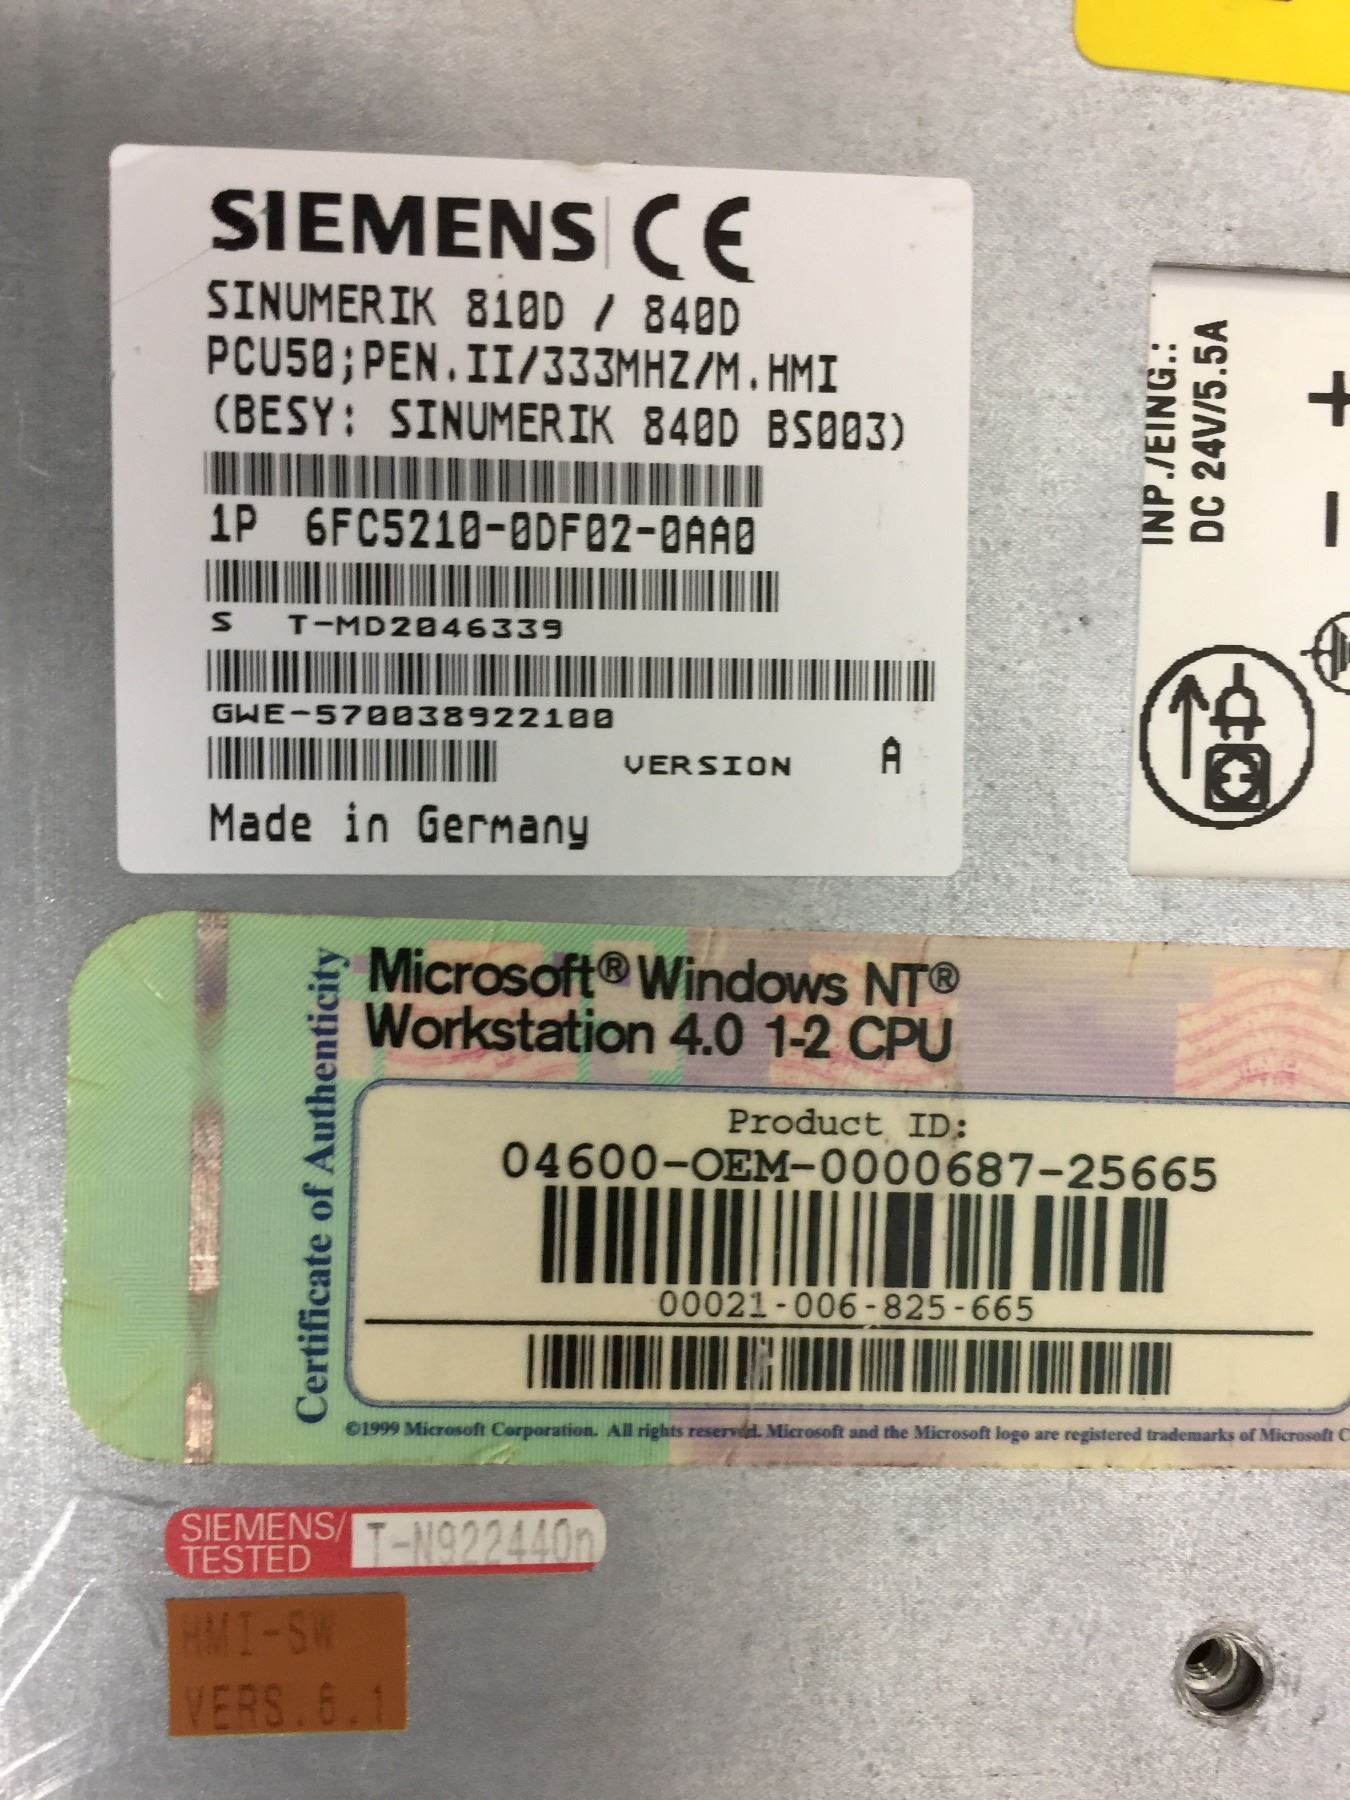 SIEMENS CE
SINUMERIK 810D / 840D
PCU50;PEN.II/333MHZ/M.HMI
(BESY: SINUMERIK 840D BS003)
1P 6FC5210-0DF02-0AA0
S T-MD2046339
GWE-570038922100
VERSION A
Made in Germany
INP./EING.:
DC 24V/5.5A
+
-
Certificate of Authenticity
Microsoft® Windows NT®
Workstation 4.0 1-2 CPU
Product ID:
04600-OEM-0000687-25665
00021-006-825-665
©1999 Microsoft Corporation. All rights reserved. Microsoft and the Microsoft logo are registered trademarks of Microsoft
SIEMENS/
TESTED
T-N922440n
HMI-SW
VERS.6.1